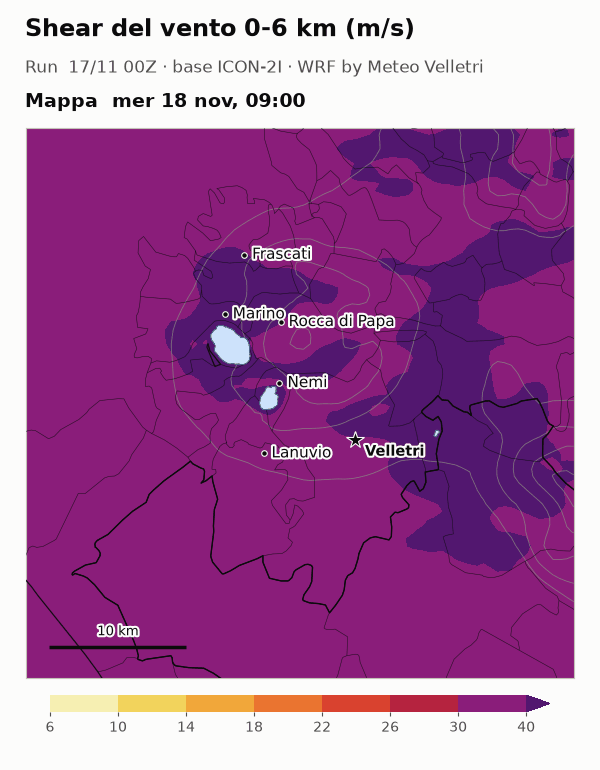 Shear del vento 0-6 km (m/s)
Run  17/11 00Z · base ICON-2I · WRF by Meteo Velletri
Mappa  mer 18 nov, 09:00
Frascati
Marino
Rocca di Papa
Nemi
Velletri
Lanuvio
10 km
6 10 14 18 22 26 30 40